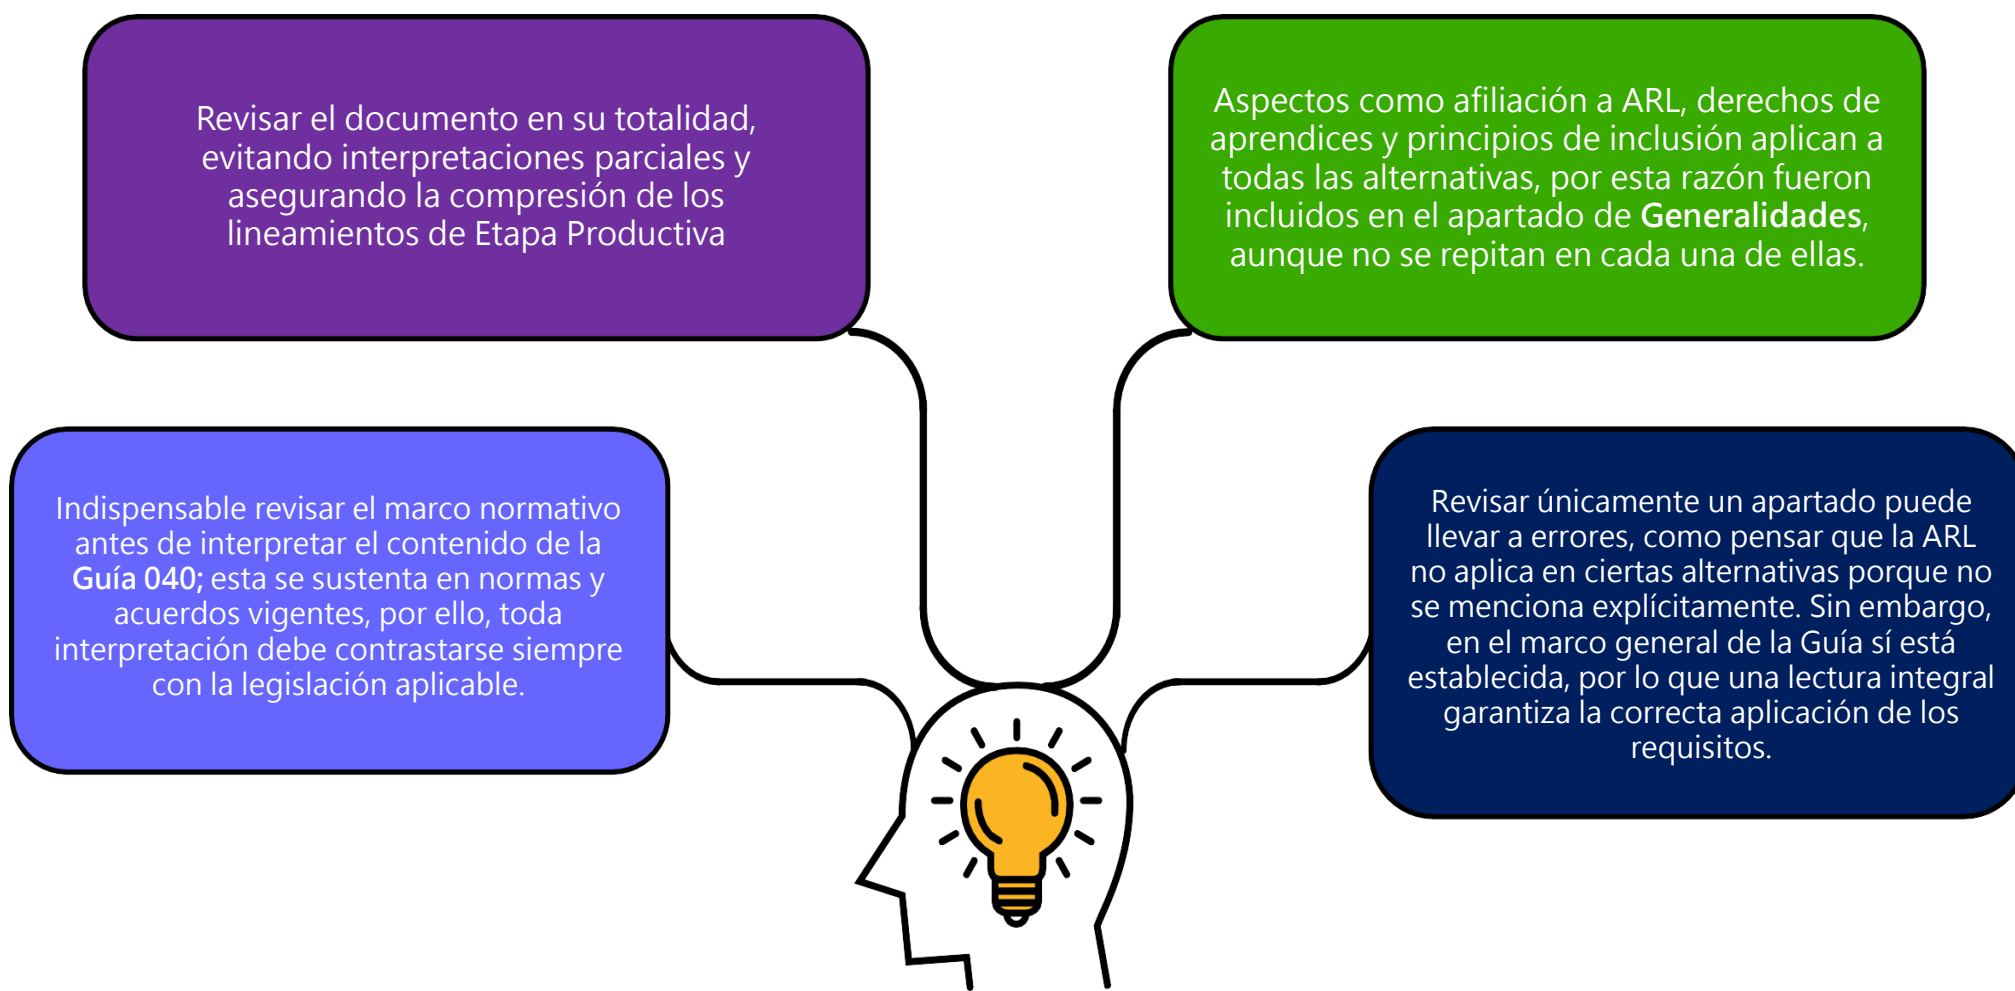 Revisar el documento en su totalidad,
evitando interpretaciones parciales y
asegurando la compresión de los
lineamientos de Etapa Productiva
Aspectos como afiliación a ARL, derechos de
aprendices y principios de inclusión aplican a
todas las alternativas, por esta razón fueron
incluidos en el apartado de Generalidades,
aunque no se repitan en cada una de ellas.
Indispensable revisar el marco normativo
antes de interpretar el contenido de la
Guía 040; esta se sustenta en normas y
acuerdos vigentes, por ello, toda
interpretación debe contrastarse siempre
con la legislación aplicable.
Revisar únicamente un apartado puede
llevar a errores, como pensar que la ARL
no aplica en ciertas alternativas porque no
se menciona explícitamente. Sin embargo,
en el marco general de la Guía sí está
establecida, por lo que una lectura integral
garantiza la correcta aplicación de los
requisitos.